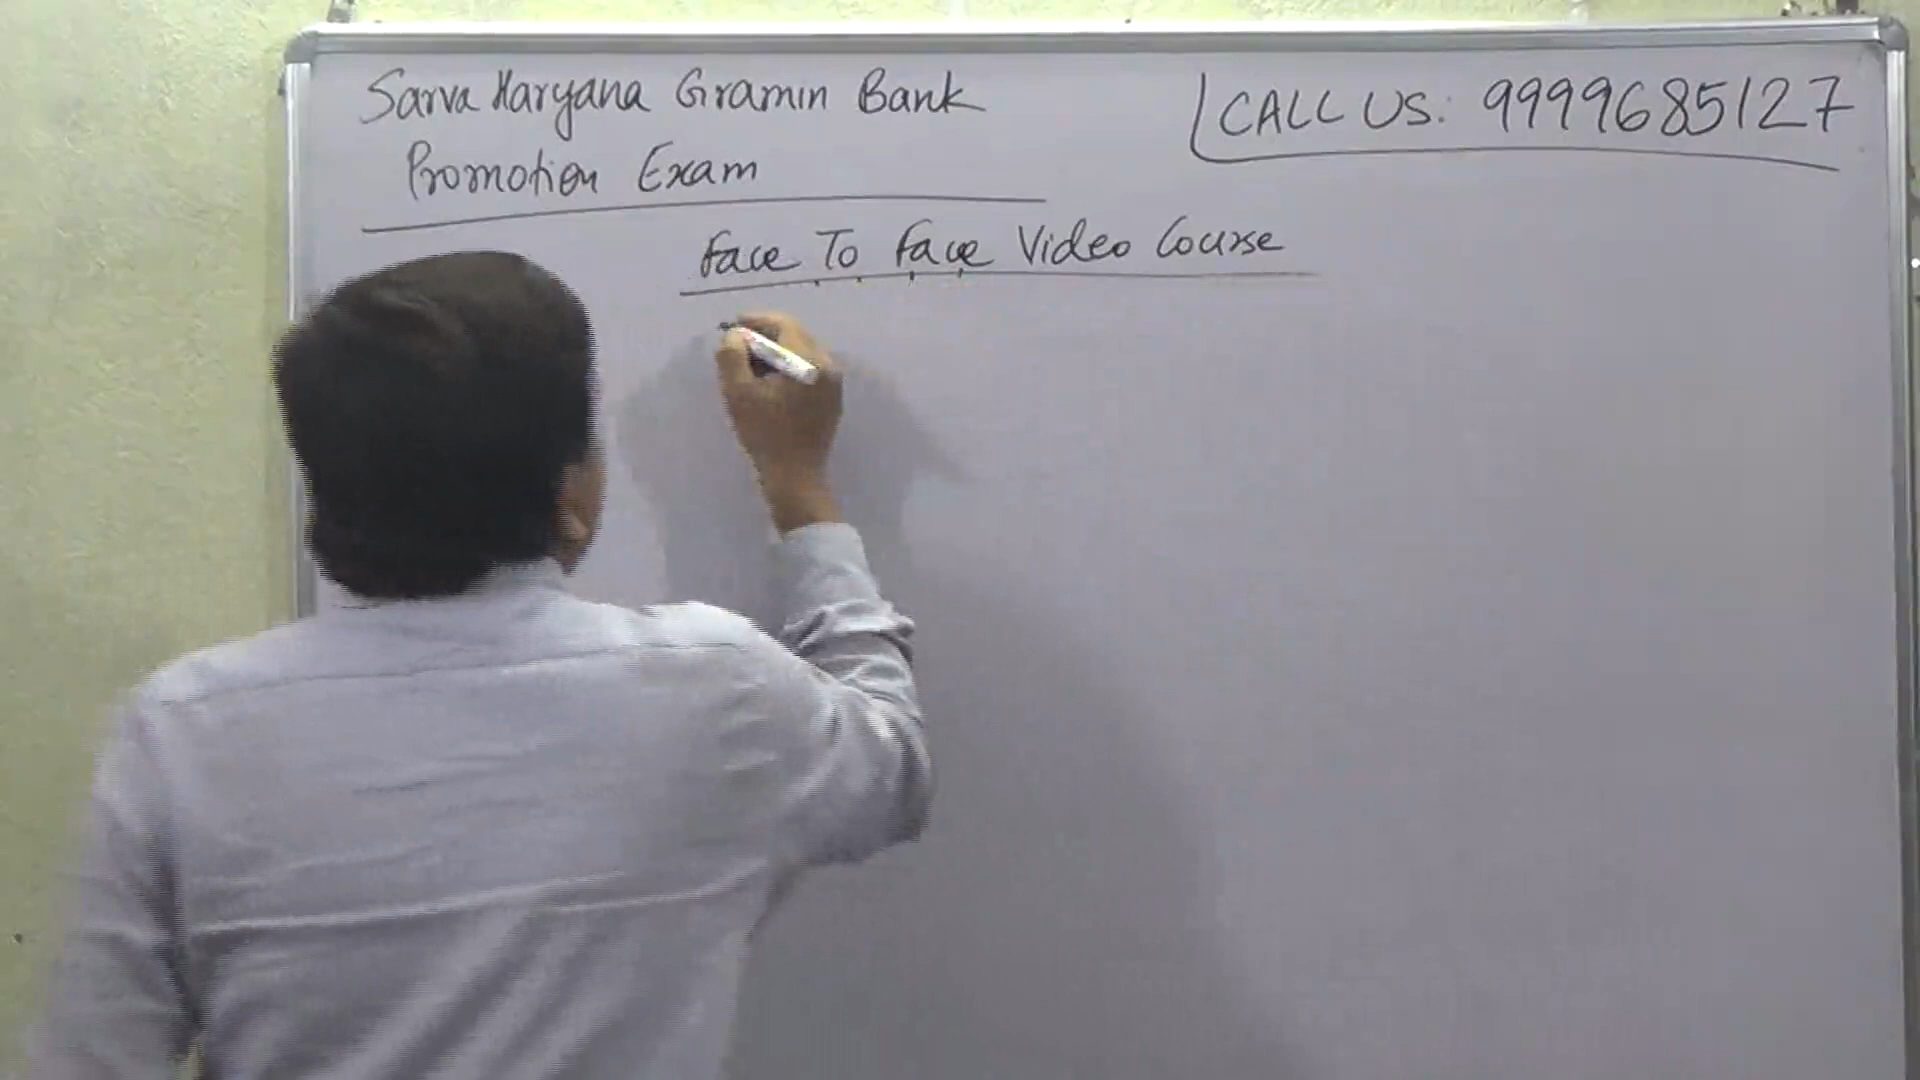 Sarva Haryana Gramin Bank
Promotion Exam
CALL US: 9999685127
Face To Face Video Course